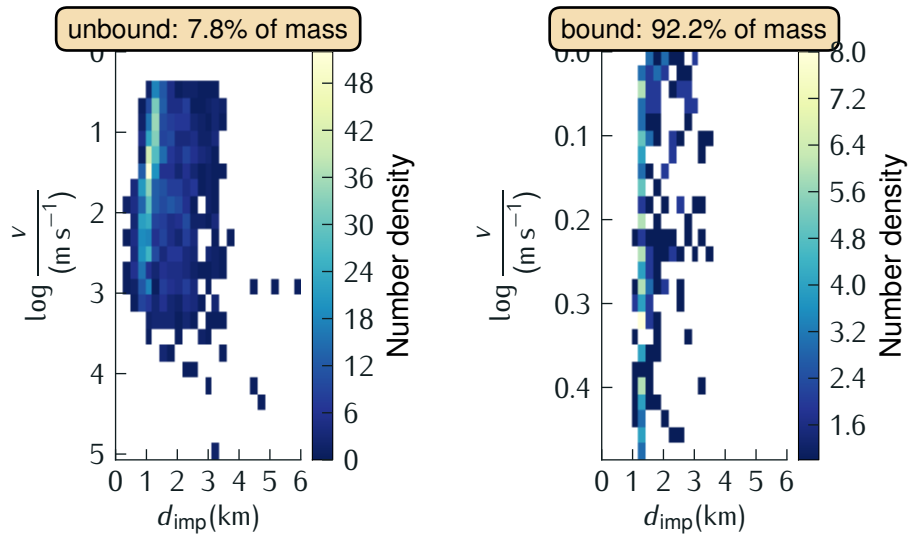 unbound: 7.8% of mass
bound: 92.2% of mass
0
1
2
3
4
5
0 1 2 3 4 5 6
d_imp(km)
log v/(m s⁻¹)
48
42
36
30
24
18
12
6
0
Number density
0.0
0.1
0.2
0.3
0.4
0 1 2 3 4 5 6
d_imp(km)
log v/(m s⁻¹)
8.0
7.2
6.4
5.6
4.8
4.0
3.2
2.4
1.6
Number density